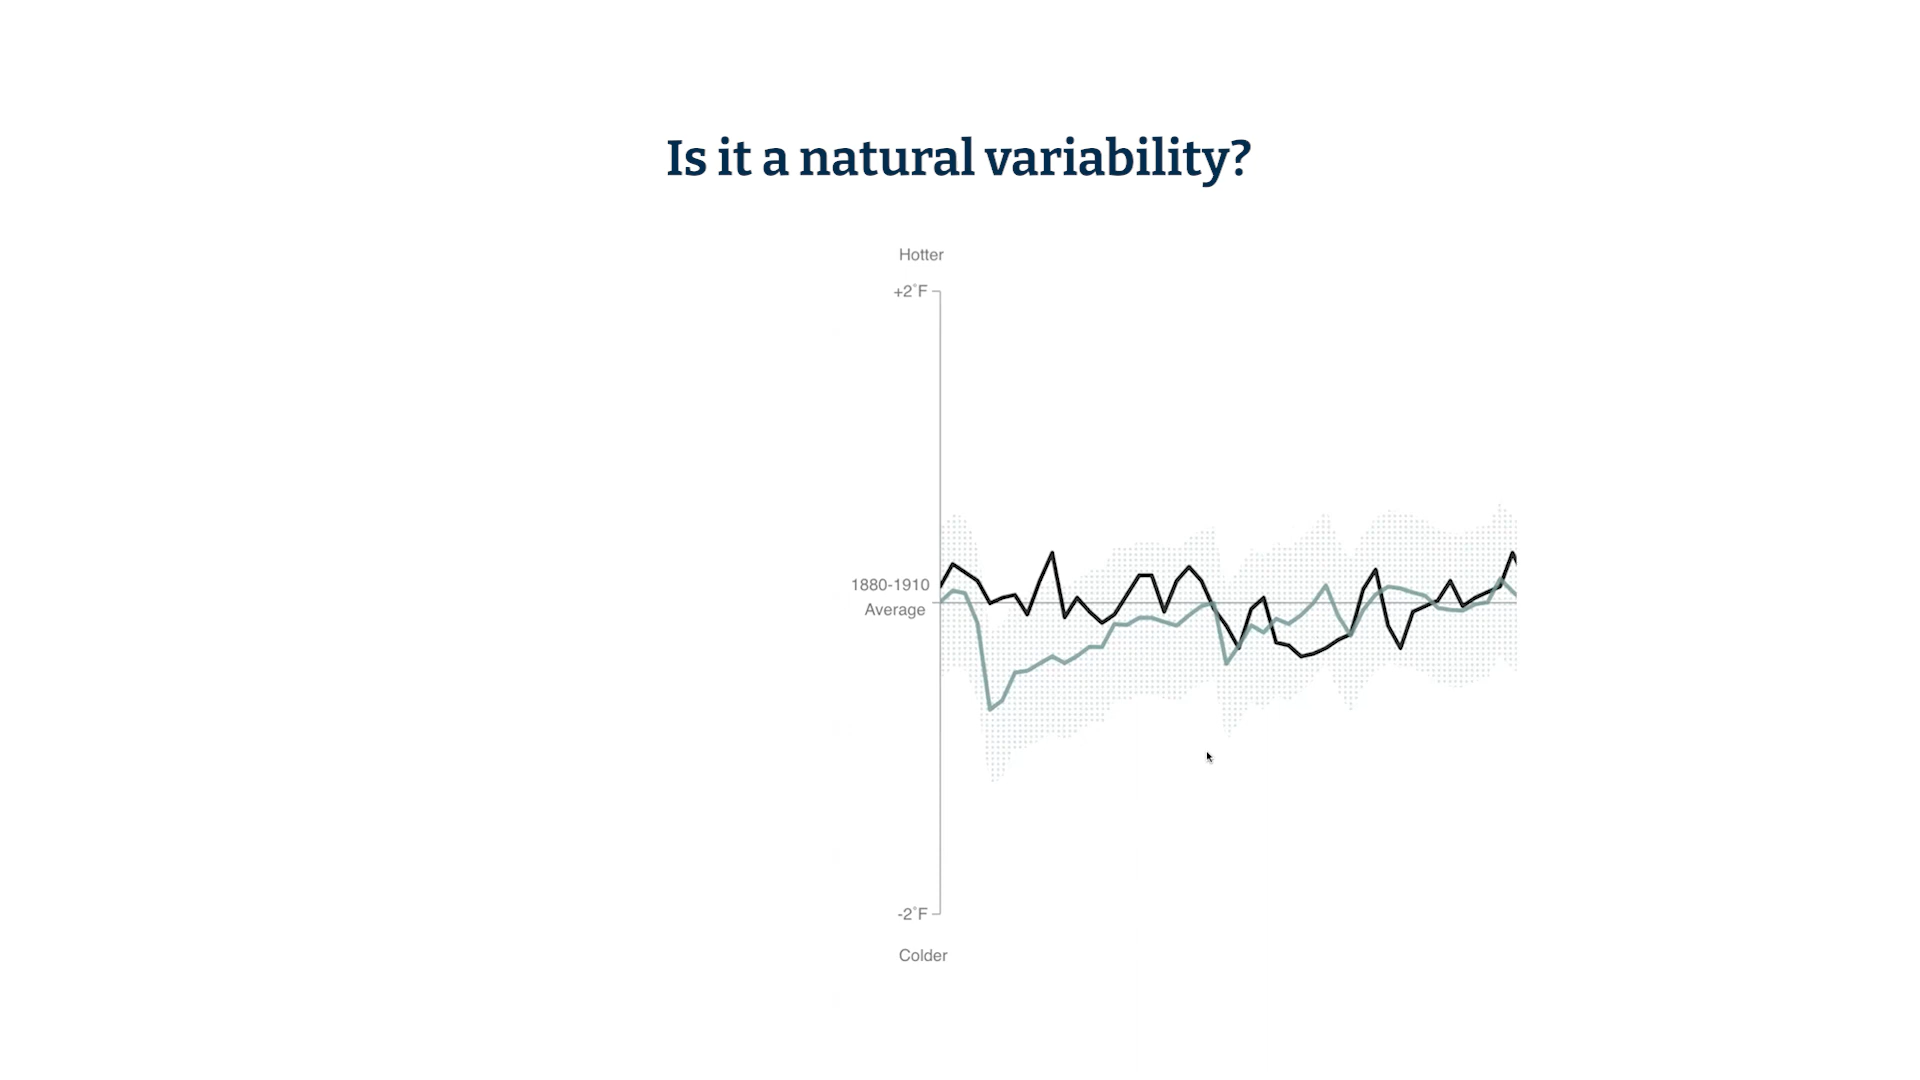 Is it a natural variability?
Hotter
+2°F
1880-1910
Average
-2°F
Colder